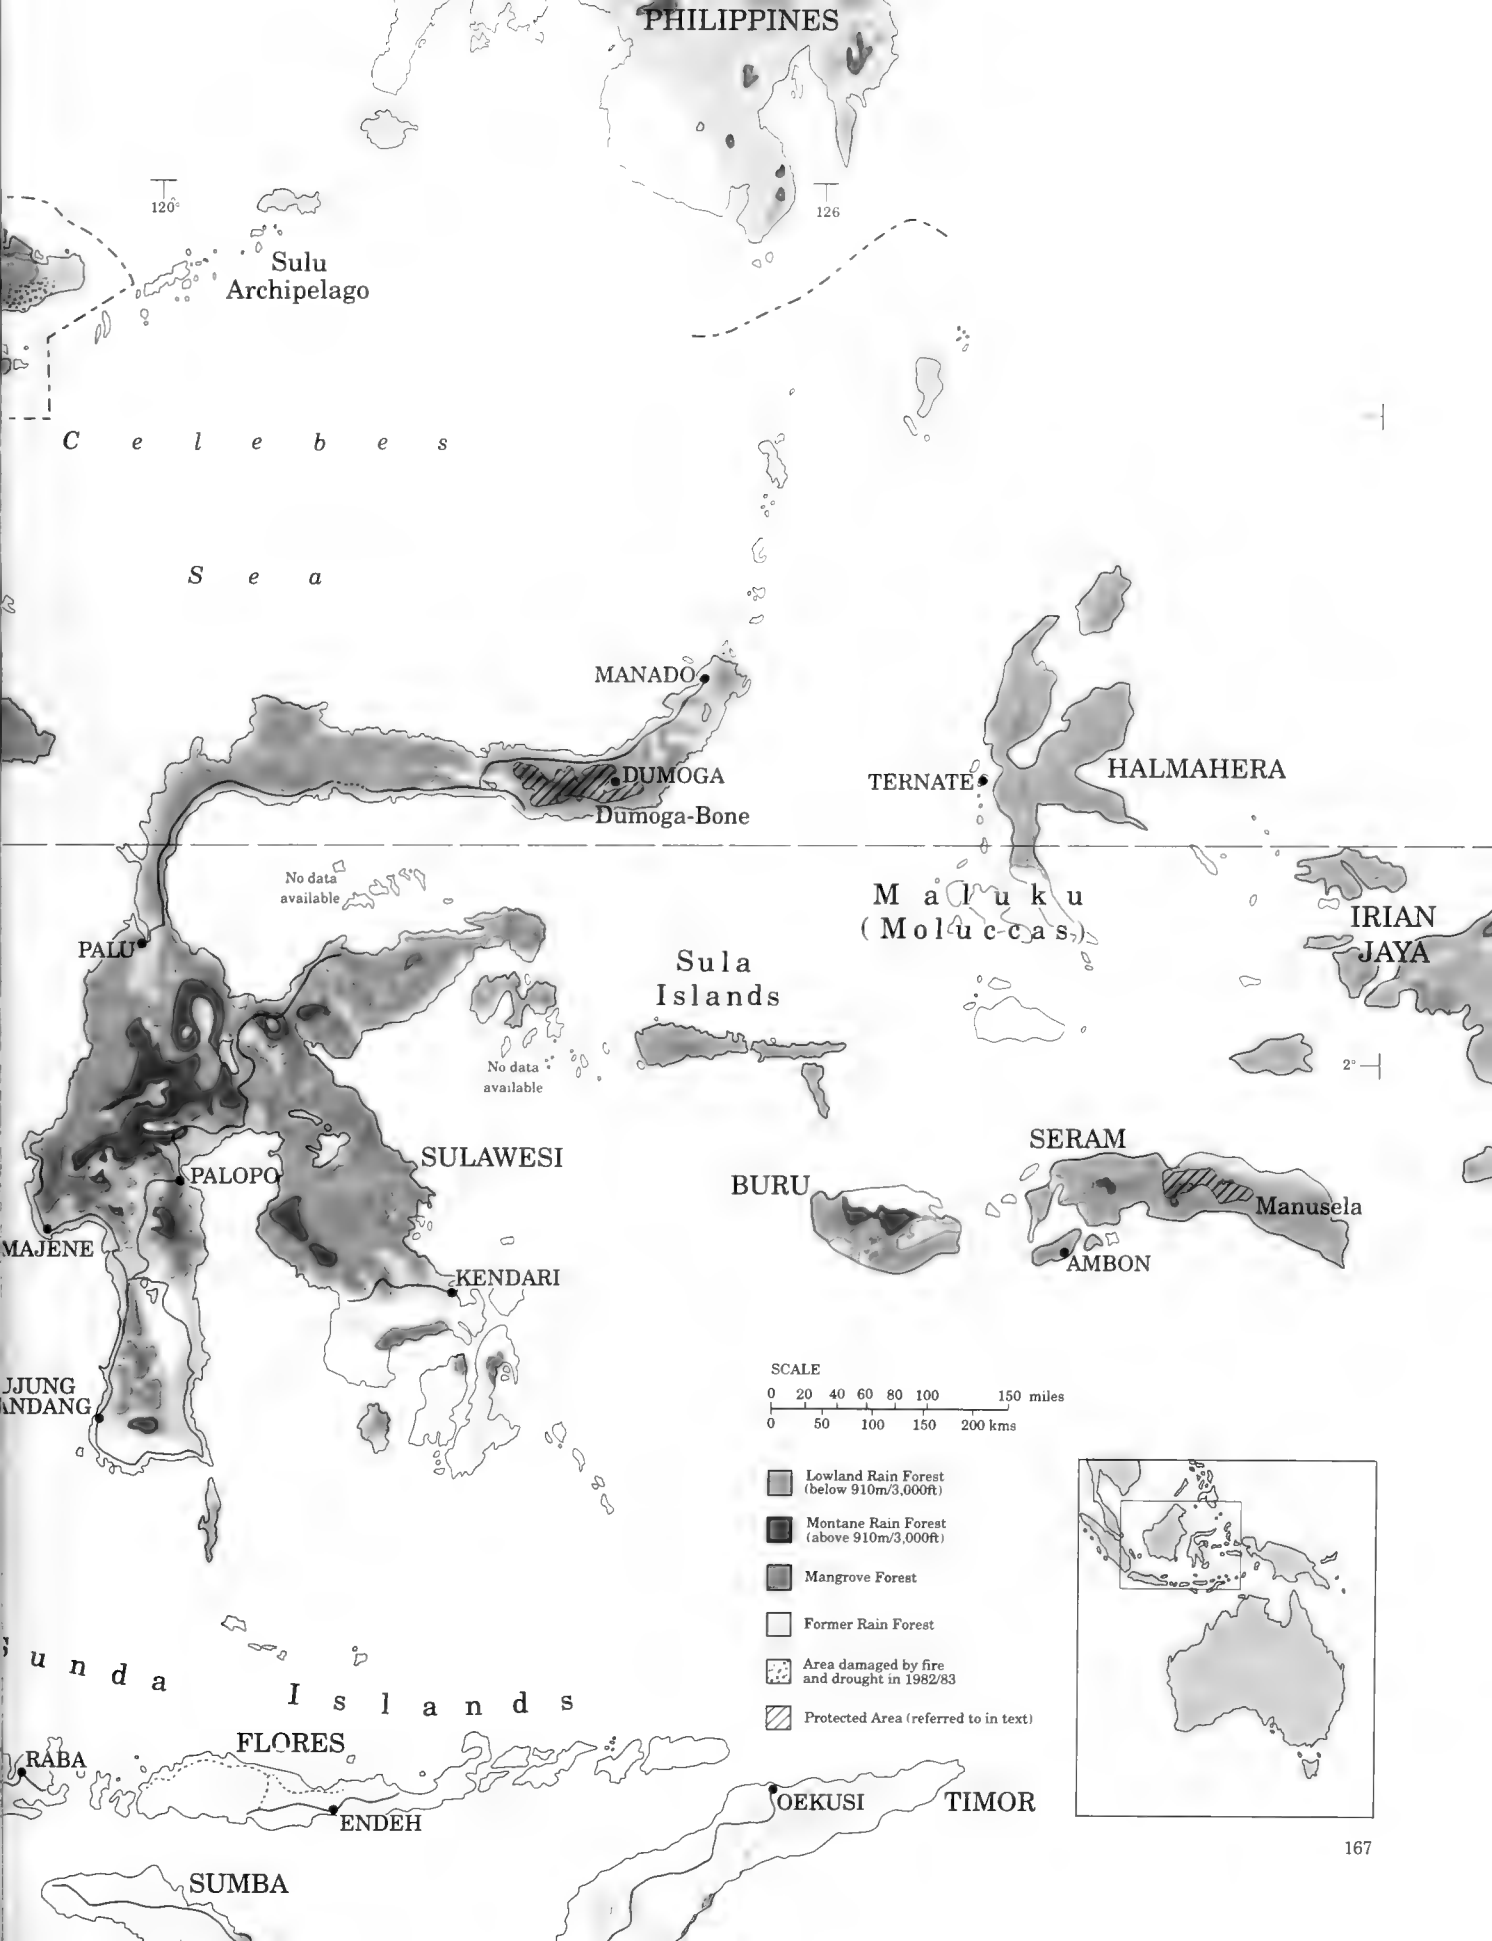 PHILIPPINES
120°
126
Sulu
Archipelago
C e l e b e s
S e a
MANADO
DUMOGA
Dumoga-Bone
TERNATE
HALMAHERA
No data
available
M a l u k u
(Moluccas)
IRIAN
JAYA
PALU
Sula
Islands
No data
available
2°
SULAWESI
SERAM
PALOPO
BURU
Manusela
MAJENE
AMBON
KENDARI
SCALE
0 20 40 60 80 100 150 miles
0 50 100 150 200 kms
JJUNG
ANDANG
Lowland Rain Forest
(below 910m/3,000ft)
Montane Rain Forest
(above 910m/3,000ft)
Mangrove Forest
Former Rain Forest
Area damaged by fire
and drought in 1982/83
Protected Area (referred to in text)
unda Islands
FLORES
RABA
ENDEH
OEKUSI
TIMOR
SUMBA
167